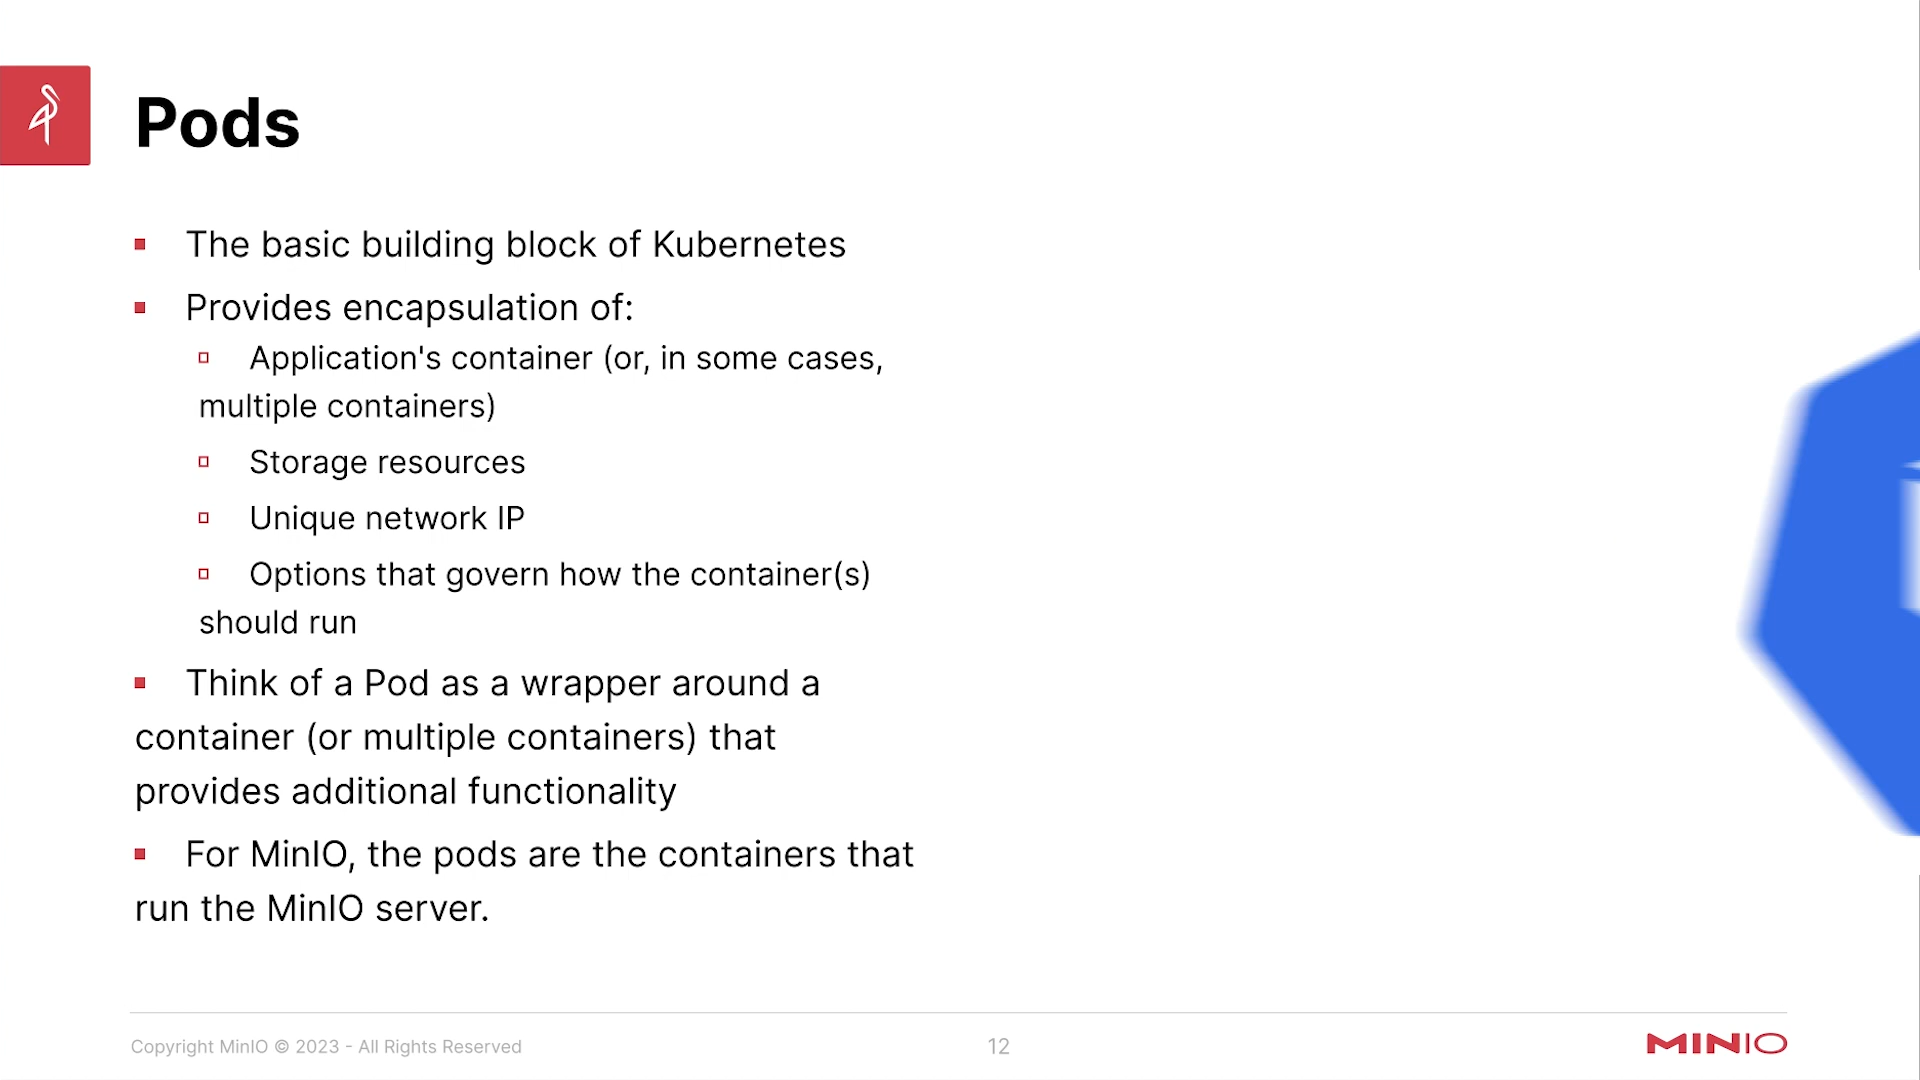 Pods
The basic building block of Kubernetes
Provides encapsulation of:
Application's container (or, in some cases,
multiple containers)
Storage resources
Unique network IP
Options that govern how the container(s)
should run
Think of a Pod as a wrapper around a
container (or multiple containers) that
provides additional functionality
For MinIO, the pods are the containers that
run the MinIO server.
Copyright MinIO © 2023 - All Rights Reserved
12
MINIO